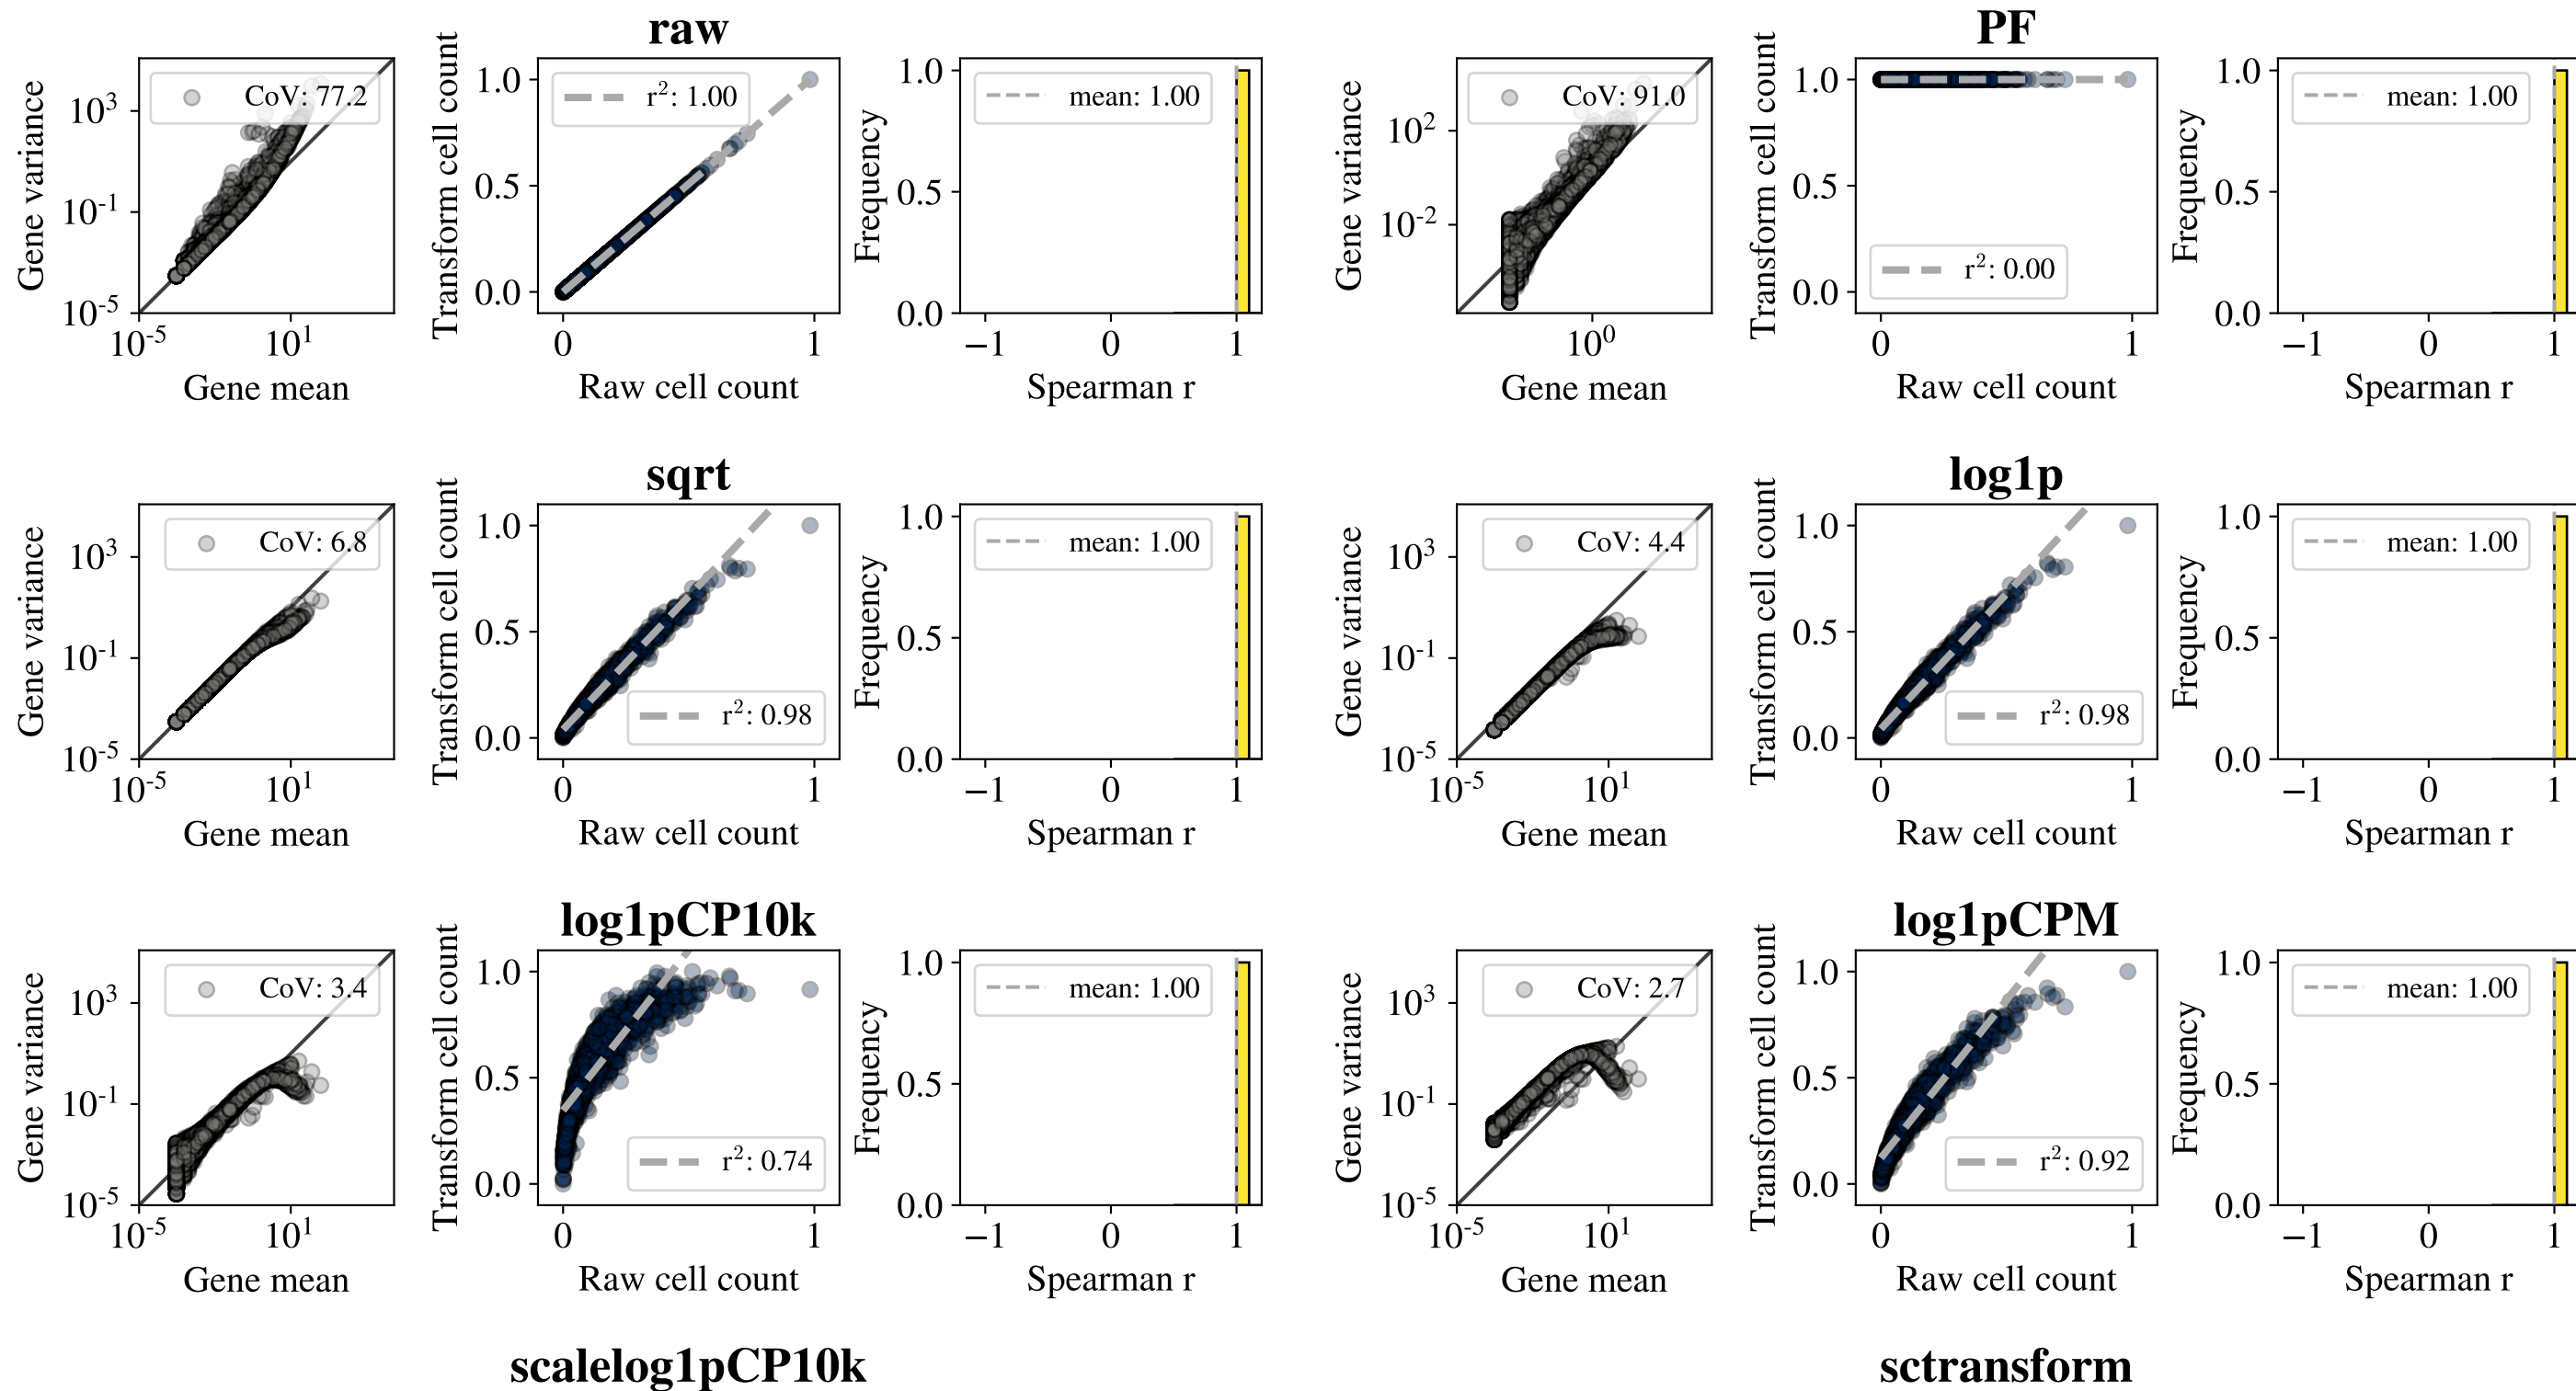 raw
Gene variance
10^3
10^-1
10^-5
CoV: 77.2
10^-5
10^1
Gene mean
Transform cell count
1.0
0.5
0.0
r^2: 1.00
0
1
Raw cell count
Frequency
1.0
0.5
0.0
mean: 1.00
−1
0
1
Spearman r
PF
Gene variance
10^2
10^-2
CoV: 91.0
10^0
Gene mean
Transform cell count
1.0
0.5
0.0
r^2: 0.00
0
1
Raw cell count
Frequency
1.0
0.5
0.0
mean: 1.00
−1
0
1
Spearman r
sqrt
Gene variance
10^3
10^-1
10^-5
CoV: 6.8
10^-5
10^1
Gene mean
Transform cell count
1.0
0.5
0.0
r^2: 0.98
0
1
Raw cell count
Frequency
1.0
0.5
0.0
mean: 1.00
−1
0
1
Spearman r
log1p
Gene variance
10^3
10^-1
10^-5
CoV: 4.4
10^-5
10^1
Gene mean
Transform cell count
1.0
0.5
0.0
r^2: 0.98
0
1
Raw cell count
Frequency
1.0
0.5
0.0
mean: 1.00
−1
0
1
Spearman r
log1pCP10k
Gene variance
10^3
10^-1
10^-5
CoV: 3.4
10^-5
10^1
Gene mean
Transform cell count
1.0
0.5
0.0
r^2: 0.74
0
1
Raw cell count
Frequency
1.0
0.5
0.0
mean: 1.00
−1
0
1
Spearman r
log1pCPM
Gene variance
10^3
10^-1
10^-5
CoV: 2.7
10^-5
10^1
Gene mean
Transform cell count
1.0
0.5
0.0
r^2: 0.92
0
1
Raw cell count
Frequency
1.0
0.5
0.0
mean: 1.00
−1
0
1
Spearman r
scalelog1pCP10k
sctransform